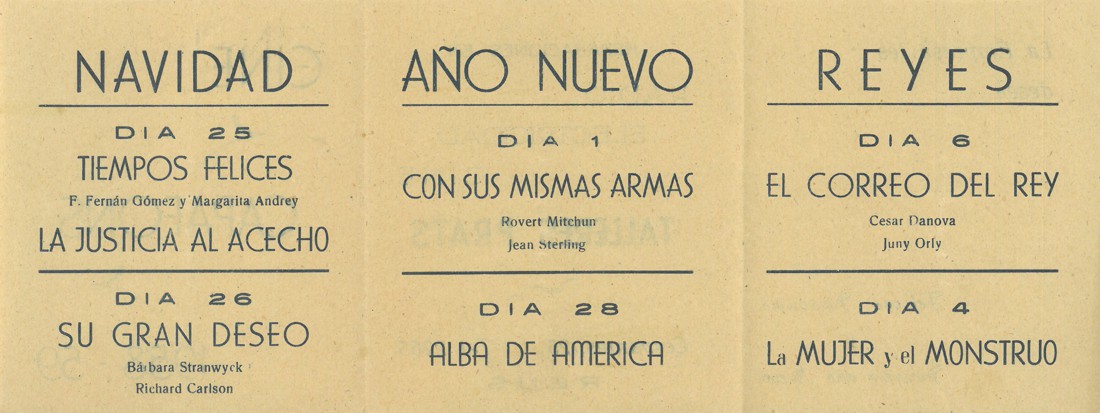 NAVIDAD
DIA 25
TIEMPOS FELICES
F. Fernán Gómez y Margarita Andrey
LA JUSTICIA AL ACECHO
DIA 26
SU GRAN DESEO
Bárbara Stranwyck
Richard Carlson
AÑO NUEVO
DIA 1
CON SUS MISMAS ARMAS
Rovert Mitchun
Jean Sterling
DIA 28
ALBA DE AMERICA
REYES
DIA 6
EL CORREO DEL REY
Cesar Danova
Juny Orly
DIA 4
La MUJER y el MONSTRUO